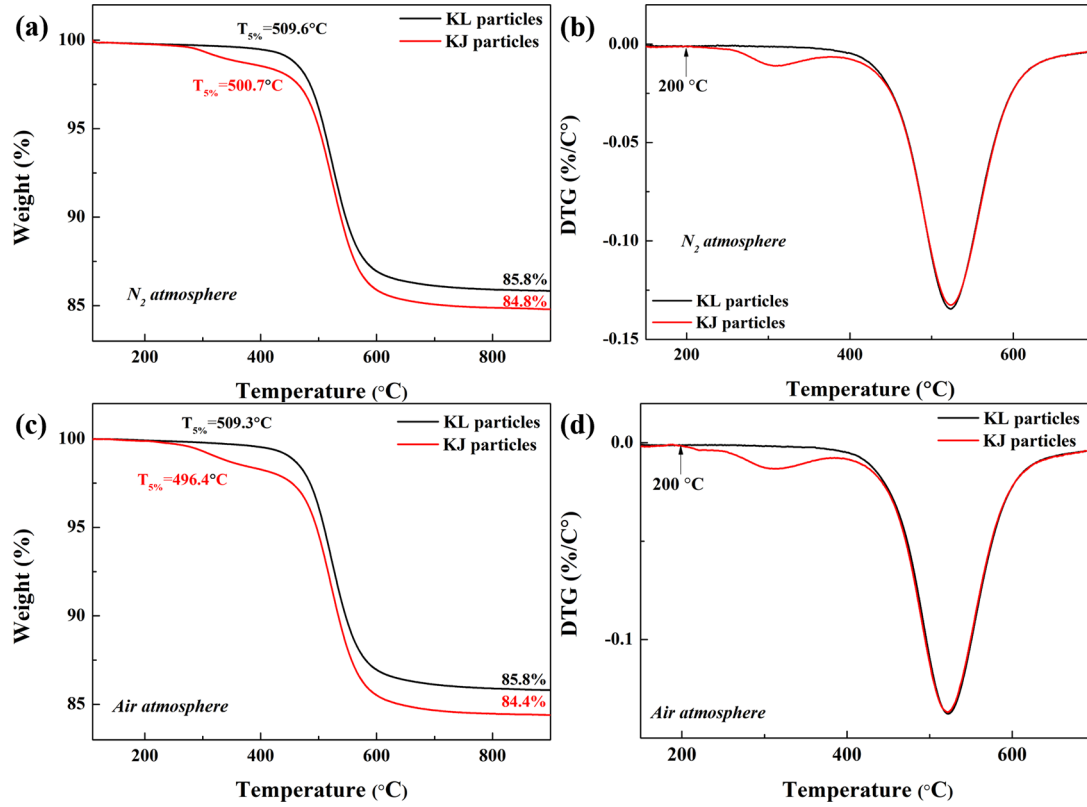 (a)
T5%=509.6°C
KL particles
KJ particles
T5%=500.7°C
100
95
90
85
Weight (%)
85.8%
84.8%
N2 atmosphere
200
400
600
800
Temperature (°C)
(b)
0.00
-0.05
-0.10
-0.15
DTG (%/C°)
200 °C
N2 atmosphere
KL particles
KJ particles
200
400
600
Temperature (°C)
(c)
T5%=509.3°C
KL particles
KJ particles
T5%=496.4°C
100
95
90
85
Weight (%)
85.8%
84.4%
Air atmosphere
200
400
600
800
Temperature (°C)
(d)
KL particles
KJ particles
0.0
-0.1
DTG (%/C°)
200 °C
Air atmosphere
200
400
600
Temperature (°C)